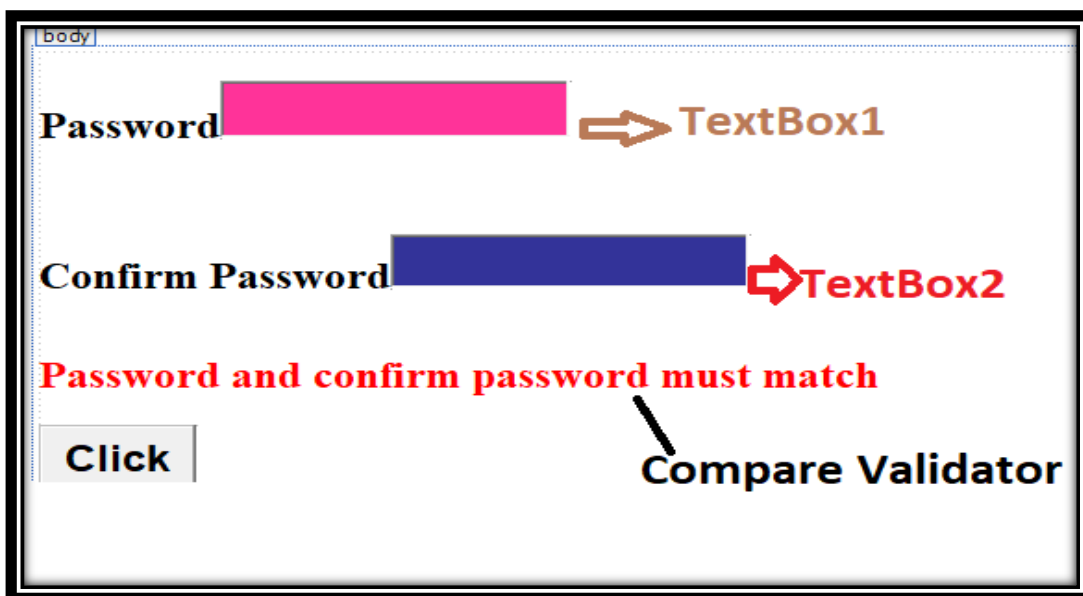 body
Password
TextBox1
Confirm Password
TextBox2
Password and confirm password must match
Click
Compare Validator